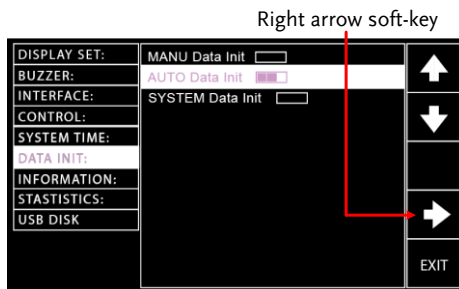 Right arrow soft-key
DISPLAY SET:
BUZZER:
INTERFACE:
CONTROL:
SYSTEM TIME:
DATA INIT:
INFORMATION:
STASTISTICS:
USB DISK
MANU Data Init
AUTO Data Init
SYSTEM Data Init
EXIT